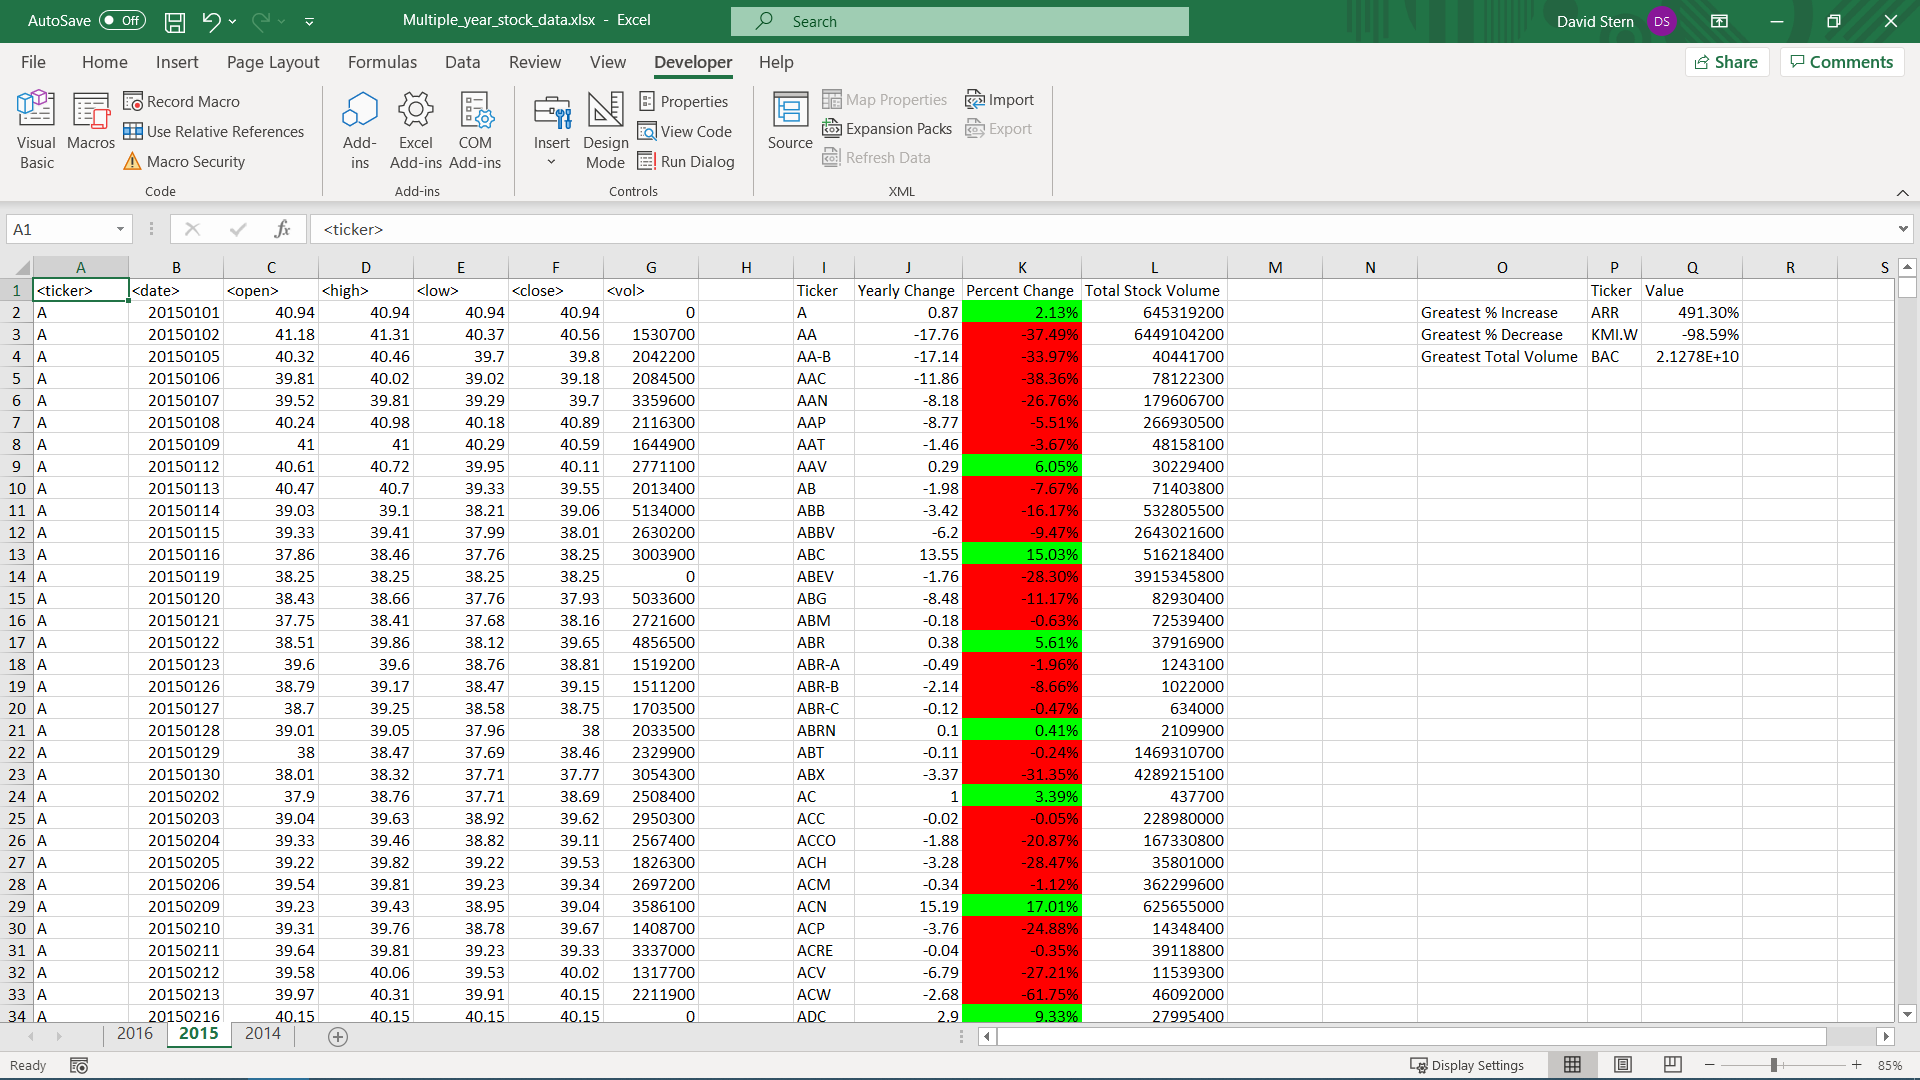 AutoSave Off Multiple_year_stock_data.xlsx - Excel Search David Stern DS
File Home Insert Page Layout Formulas Data Review View Developer Help Share Comments
Visual Basic
Macros
Record Macro
Use Relative References
Macro Security
Code
Add-ins
Excel Add-ins
COM Add-ins
Add-ins
Insert
Design Mode
Properties
View Code
Run Dialog
Controls
Source
Map Properties
Expansion Packs
Refresh Data
Import
Export
XML
A1 fx <ticker>
A B C D E F G H I J K L M N O P Q R S
1 <ticker> <date> <open> <high> <low> <close> <vol> Ticker Yearly Change Percent Change Total Stock Volume Ticker Value
2 A 20150101 40.94 40.94 40.94 40.94 0 A 0.87 2.13% 645319200 Greatest % Increase ARR 491.30%
3 A 20150102 41.18 41.31 40.37 40.56 1530700 AA -17.76 -37.49% 6449104200 Greatest % Decrease KMI.W -98.59%
4 A 20150105 40.32 40.46 39.7 39.8 2042200 AA-B -17.14 -33.97% 40441700 Greatest Total Volume BAC 2.1278E+10
5 A 20150106 39.81 40.02 39.02 39.18 2084500 AAC -11.86 -38.36% 78122300
6 A 20150107 39.52 39.81 39.29 39.7 3359600 AAN -8.18 -26.76% 179606700
7 A 20150108 40.24 40.98 40.18 40.89 2116300 AAP -8.77 -5.51% 266930500
8 A 20150109 41 41 40.29 40.59 1644900 AAT -1.46 -3.67% 48158100
9 A 20150112 40.61 40.72 39.95 40.11 2771100 AAV 0.29 6.05% 30229400
10 A 20150113 40.47 40.7 39.33 39.55 2013400 AB -1.98 -7.67% 71403800
11 A 20150114 39.03 39.1 38.21 39.06 5134000 ABB -3.42 -16.17% 532805500
12 A 20150115 39.33 39.41 37.99 38.01 2630200 ABBV -6.2 -9.47% 2643021600
13 A 20150116 37.86 38.46 37.76 38.25 3003900 ABC 13.55 15.03% 516218400
14 A 20150119 38.25 38.25 38.25 38.25 0 ABEV -1.76 -28.30% 3915345800
15 A 20150120 38.43 38.66 37.76 37.93 5033600 ABG -8.48 -11.17% 82930400
16 A 20150121 37.75 38.41 37.68 38.16 2721600 ABM -0.18 -0.63% 72539400
17 A 20150122 38.51 39.86 38.12 39.65 4856500 ABR 0.38 5.61% 37916900
18 A 20150123 39.6 39.6 38.76 38.81 1519200 ABR-A -0.49 -1.96% 1243100
19 A 20150126 38.79 39.17 38.47 39.15 1511200 ABR-B -2.14 -8.66% 1022000
20 A 20150127 38.7 39.25 38.58 38.75 1703500 ABR-C -0.12 -0.47% 634000
21 A 20150128 39.01 39.05 37.96 38 2033500 ABRN 0.1 0.41% 2109900
22 A 20150129 38 38.47 37.69 38.46 2329900 ABT -0.11 -0.24% 1469310700
23 A 20150130 38.01 38.32 37.71 37.77 3054300 ABX -3.37 -31.35% 4289215100
24 A 20150202 37.9 38.76 37.71 38.69 2508400 AC 1 3.39% 437700
25 A 20150203 39.04 39.63 38.92 39.62 2950300 ACC -0.02 -0.05% 228980000
26 A 20150204 39.33 39.46 38.82 39.11 2567400 ACCO -1.88 -20.87% 167330800
27 A 20150205 39.22 39.82 39.22 39.53 1826300 ACH -3.28 -28.47% 35801000
28 A 20150206 39.54 39.81 39.23 39.34 2697200 ACM -0.34 -1.12% 362299600
29 A 20150209 39.23 39.43 38.95 39.04 3586100 ACN 15.19 17.01% 625655000
30 A 20150210 39.31 39.76 38.78 39.67 1408700 ACP -3.76 -24.88% 14348400
31 A 20150211 39.64 39.81 39.23 39.33 3337000 ACRE -0.04 -0.35% 39118800
32 A 20150212 39.58 40.06 39.53 40.02 1317700 ACV -6.79 -27.21% 11539300
33 A 20150213 39.97 40.31 39.91 40.15 2211900 ACW -2.68 -61.75% 46092000
34 A 20150216 40.15 40.15 40.15 40.15 0 ADC 2.9 9.33% 27995400
2016 2015 2014
Ready Display Settings 85%